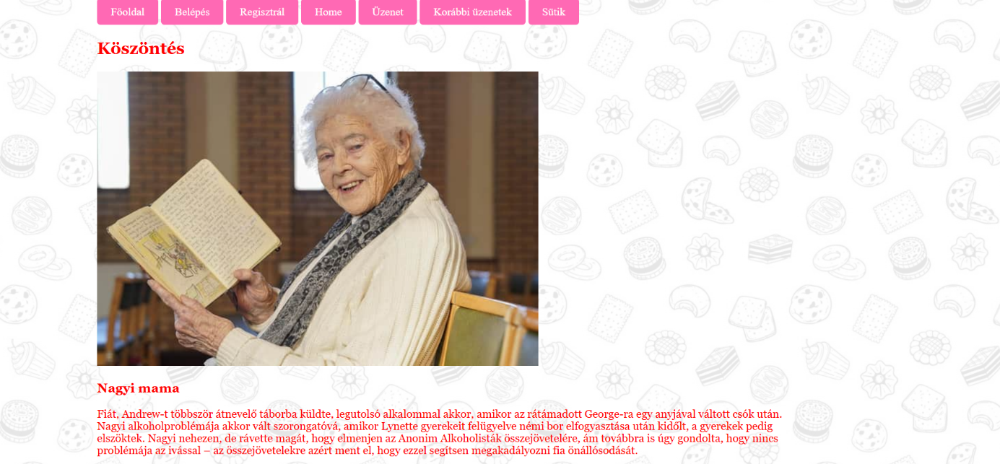 Főoldal Belépés Regisztrál Home Üzenet Korábbi üzenetek Sütik
Köszöntés
Nagyi mama
Fiát, Andrew-t többször átnevelő táborba küldte, legutolsó alkalommal akkor, amikor az rátámadott George-ra egy anyjával váltott csók után.
Nagyi alkoholproblémája akkor vált szorongatóvá, amikor Lynette gyerekeit felügyelve némi bor elfogyasztása után kidőlt, a gyerekek pedig
elszöktek. Nagyi nehezen, de rávette magát, hogy elmenjen az Anonim Alkoholisták összejövetelére, ám továbbra is úgy gondolta, hogy nincs
problémája az ivással – az összejövetelekre azért ment el, hogy ezzel segítsen megakadályozni fia önállósodását.